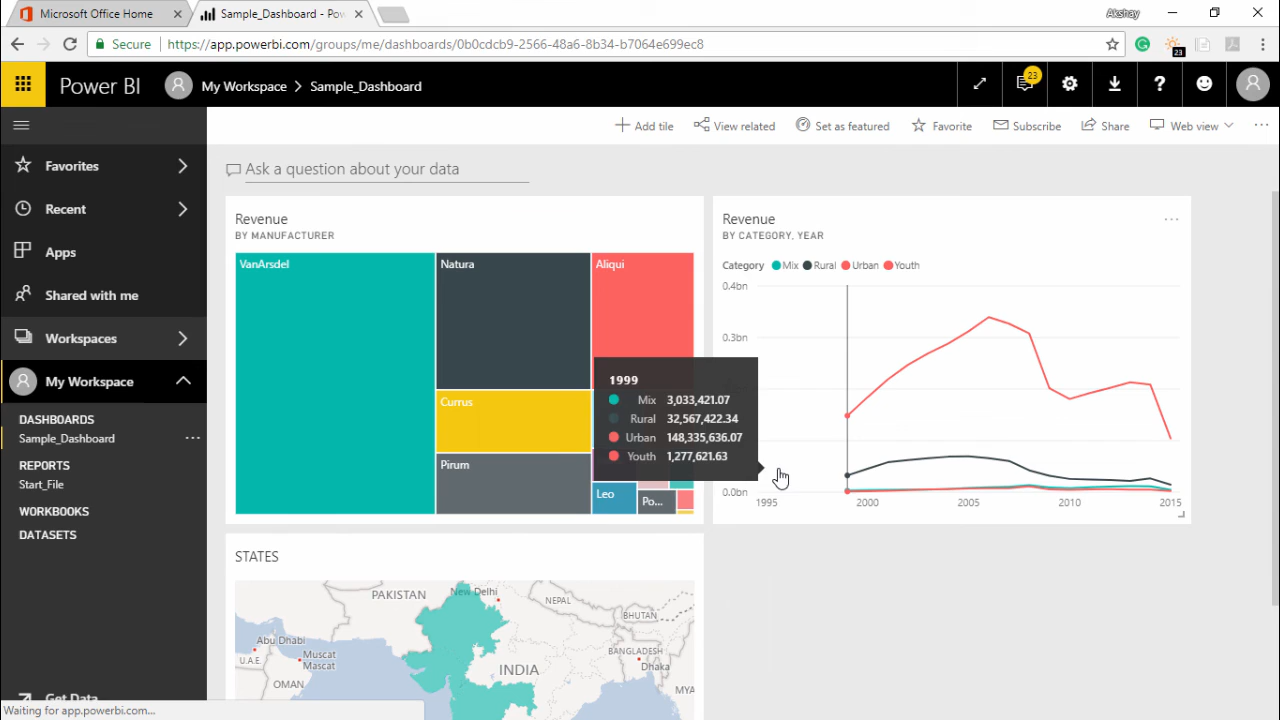 Microsoft Office Home
Sample_Dashboard - Pow
Akshay
Secure
https://app.powerbi.com/groups/me/dashboards/0b0cdcb9-2566-48a6-8b34-b7064e699ec8
23
Power BI
My Workspace > Sample_Dashboard
23
?
Add tile
View related
Set as featured
Favorite
Subscribe
Share
Web view
Favorites
Recent
Apps
Shared with me
Workspaces
My Workspace
DASHBOARDS
Sample_Dashboard
REPORTS
Start_File
WORKBOOKS
DATASETS
Get Data
Waiting for app.powerbi.com...
Ask a question about your data
Revenue
BY MANUFACTURER
VanArsdel
Natura
Aliqui
Currus
Pirum
Leo
Po...
Revenue
BY CATEGORY, YEAR
Category Mix Rural Urban Youth
0.4bn
0.3bn
0.0bn
1995 2000 2005 2010 2015
1999
Mix 3,033,421.07
Rural 32,567,422.34
Urban 148,335,636.07
Youth 1,277,621.63
STATES
PAKISTAN
New Delhi
NEPAL
BHUTAN
Abu Dhabi
U.A.E.
Muscat
Mascat
OMAN
INDIA
BANGLADESH
Dhaka
MYA